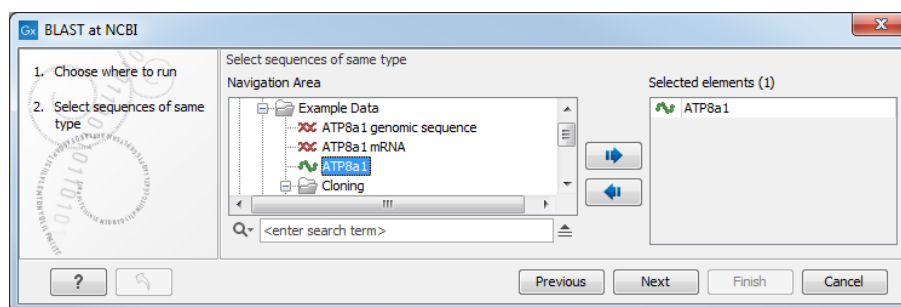 Gx BLAST at NCBI
1. Choose where to run
2. Select sequences of same
type
Select sequences of same type
Navigation Area
Example Data
ATP8a1 genomic sequence
ATP8a1 mRNA
ATP8a1
Cloning
<enter search term>
Selected elements (1)
ATP8a1
?
Previous
Next
Finish
Cancel